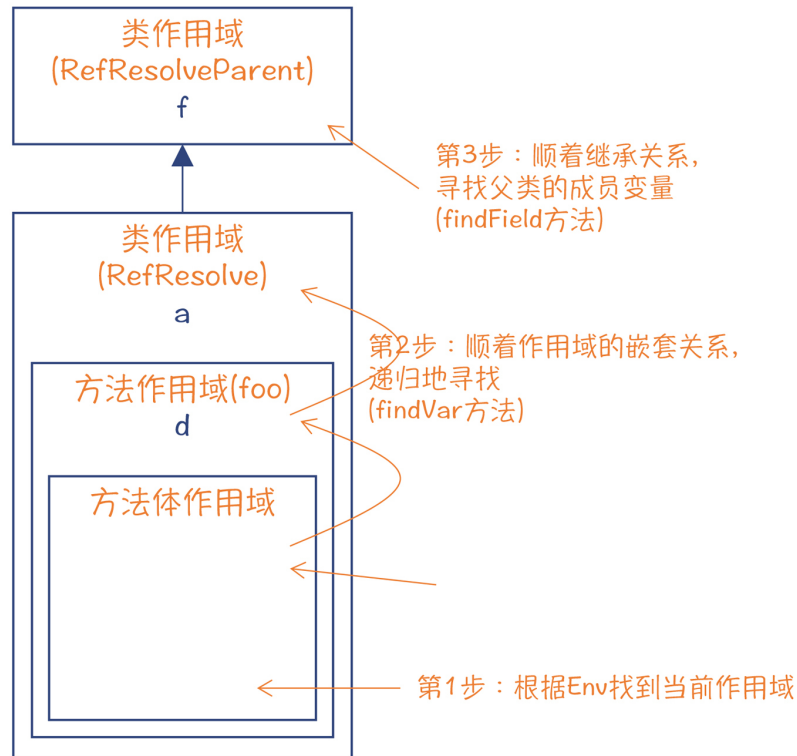 类作用域
(RefResolveParent)
f
第3步：顺着继承关系,
寻找父类的成员变量
(findField方法)
类作用域
(RefResolve)
a
第2步：顺着作用域的嵌套关系,
递归地寻找
(findVar方法)
方法作用域(foo)
d
方法体作用域
第1步：根据Env找到当前作用域